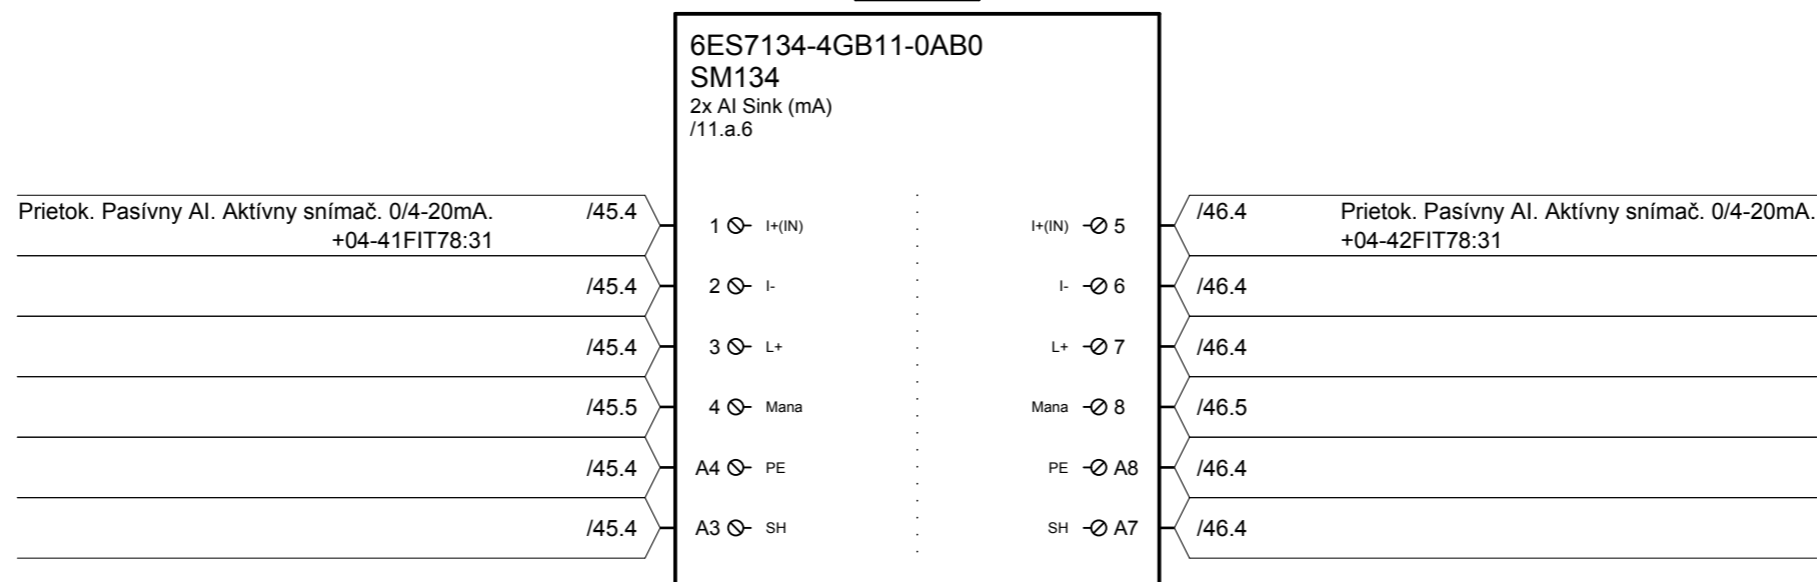 6ES7134-4GB11-0AB0
SM134
2x AI Sink (mA)
/11.a.6
Prietok. Pasívny AI. Aktívny snímač. 0/4-20mA. /45.4 1 I+(IN) I+(IN) 5 /46.4 Prietok. Pasívny AI. Aktívny snímač. 0/4-20mA.
+04-41FIT78:31 +04-42FIT78:31
/45.4 2 I- I- 6 /46.4
/45.4 3 L+ L+ 7 /46.4
/45.5 4 Mana Mana 8 /46.5
/45.4 A4 PE PE A8 /46.4
/45.4 A3 SH SH A7 /46.4